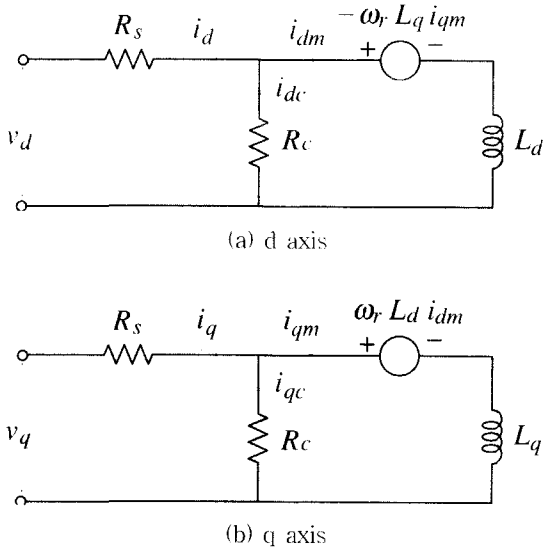 R_s i_d i_dm −ω_r L_q i_qm
+ −
i_dc
v_d R_c L_d
(a) d axis
R_s i_q i_qm ω_r L_d i_dm
+ −
i_qc
v_q R_c L_q
(b) q axis